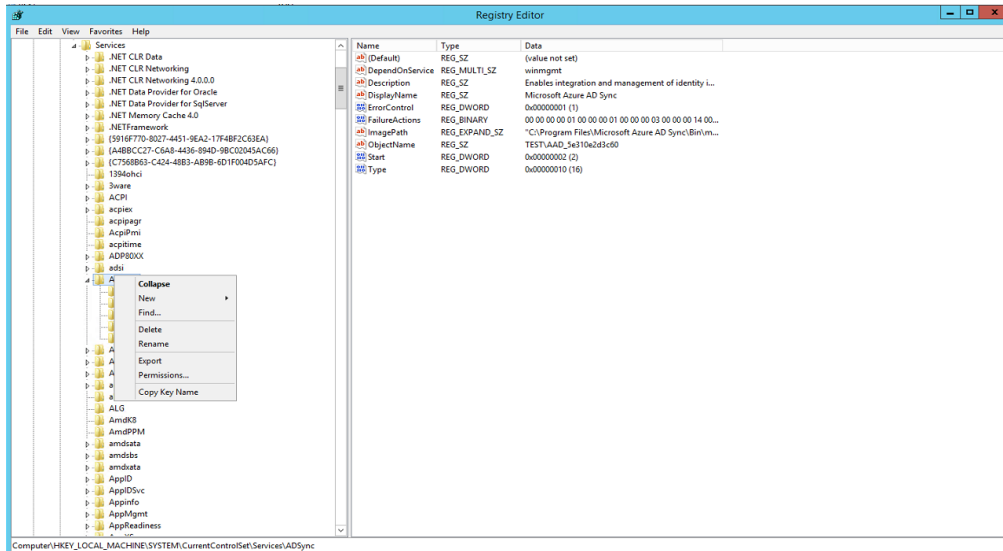 Registry Editor
File Edit View Favorites Help
Services
.NET CLR Data
.NET CLR Networking
.NET CLR Networking 4.0.0.0
.NET Data Provider for Oracle
.NET Data Provider for SqlServer
.NET Memory Cache 4.0
.NETFramework
{5916F770-8027-4451-9EA2-17F4BF2C63EA}
{A4BBCC27-C6A8-4436-894D-9BC02045AC66}
{C7568B63-C424-48B3-AB9B-6D1F004D5AFC}
1394ohci
3ware
ACPI
acpiex
acpipagr
AcpiPmi
acpitime
ADP80XX
adsi
A
Collapse
New
Find...
Delete
Rename
Export
Permissions...
Copy Key Name
A
A
A
a
a
ALG
AmdK8
AmdPPM
amdsata
amdsbs
amdxata
AppID
AppIDSvc
Appinfo
AppMgmt
AppReadiness
Name Type Data
(Default) REG_SZ (value not set)
DependOnService REG_MULTI_SZ winmgmt
Description REG_SZ Enables integration and management of identity i...
DisplayName REG_SZ Microsoft Azure AD Sync
ErrorControl REG_DWORD 0x00000001 (1)
FailureActions REG_BINARY 00 00 00 00 01 00 00 00 01 00 00 00 03 00 00 00 14 00...
ImagePath REG_EXPAND_SZ "C:\Program Files\Microsoft Azure AD Sync\Bin\m...
ObjectName REG_SZ TEST\AAD_5e310e2d3c60
Start REG_DWORD 0x00000002 (2)
Type REG_DWORD 0x00000010 (16)
Computer\HKEY_LOCAL_MACHINE\SYSTEM\CurrentControlSet\Services\ADSync